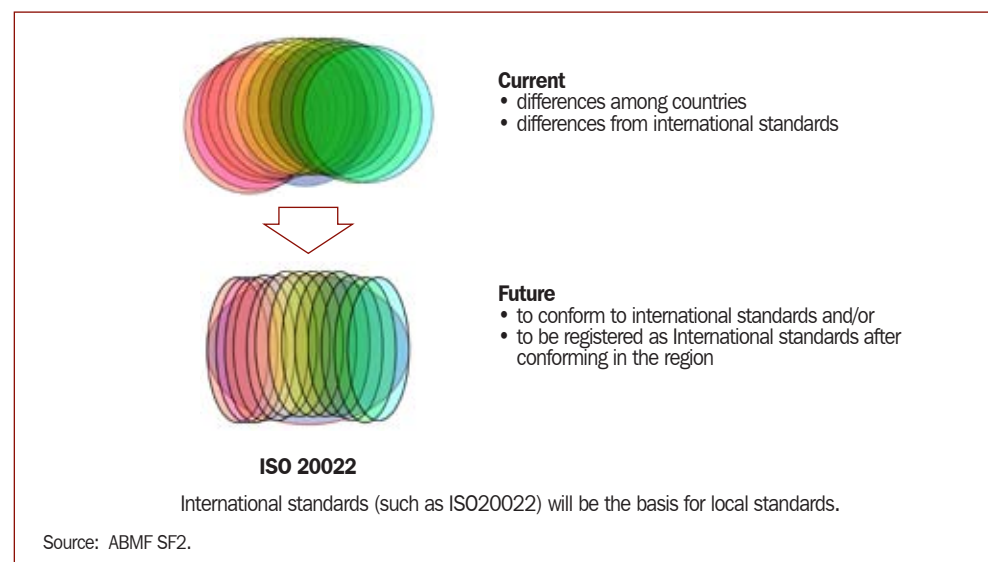 Current
• differences among countries
• differences from international standards
Future
• to conform to international standards and/or
• to be registered as International standards after
conforming in the region
ISO 20022
International standards (such as ISO20022) will be the basis for local standards.
Source: ABMF SF2.